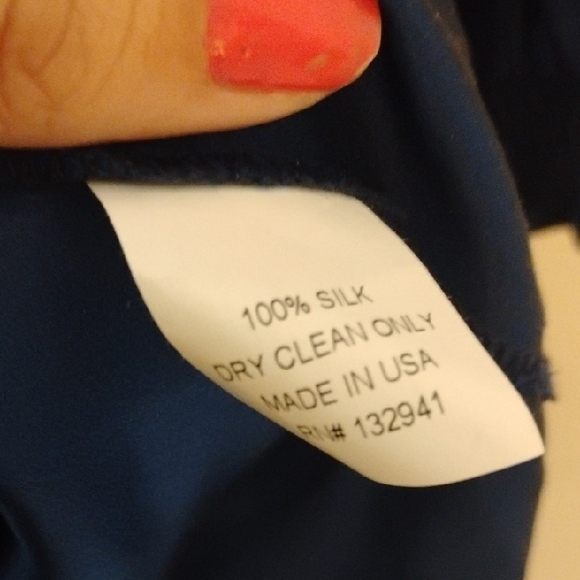 100% SILK
DRY CLEAN ONLY
MADE IN USA
RN# 132941